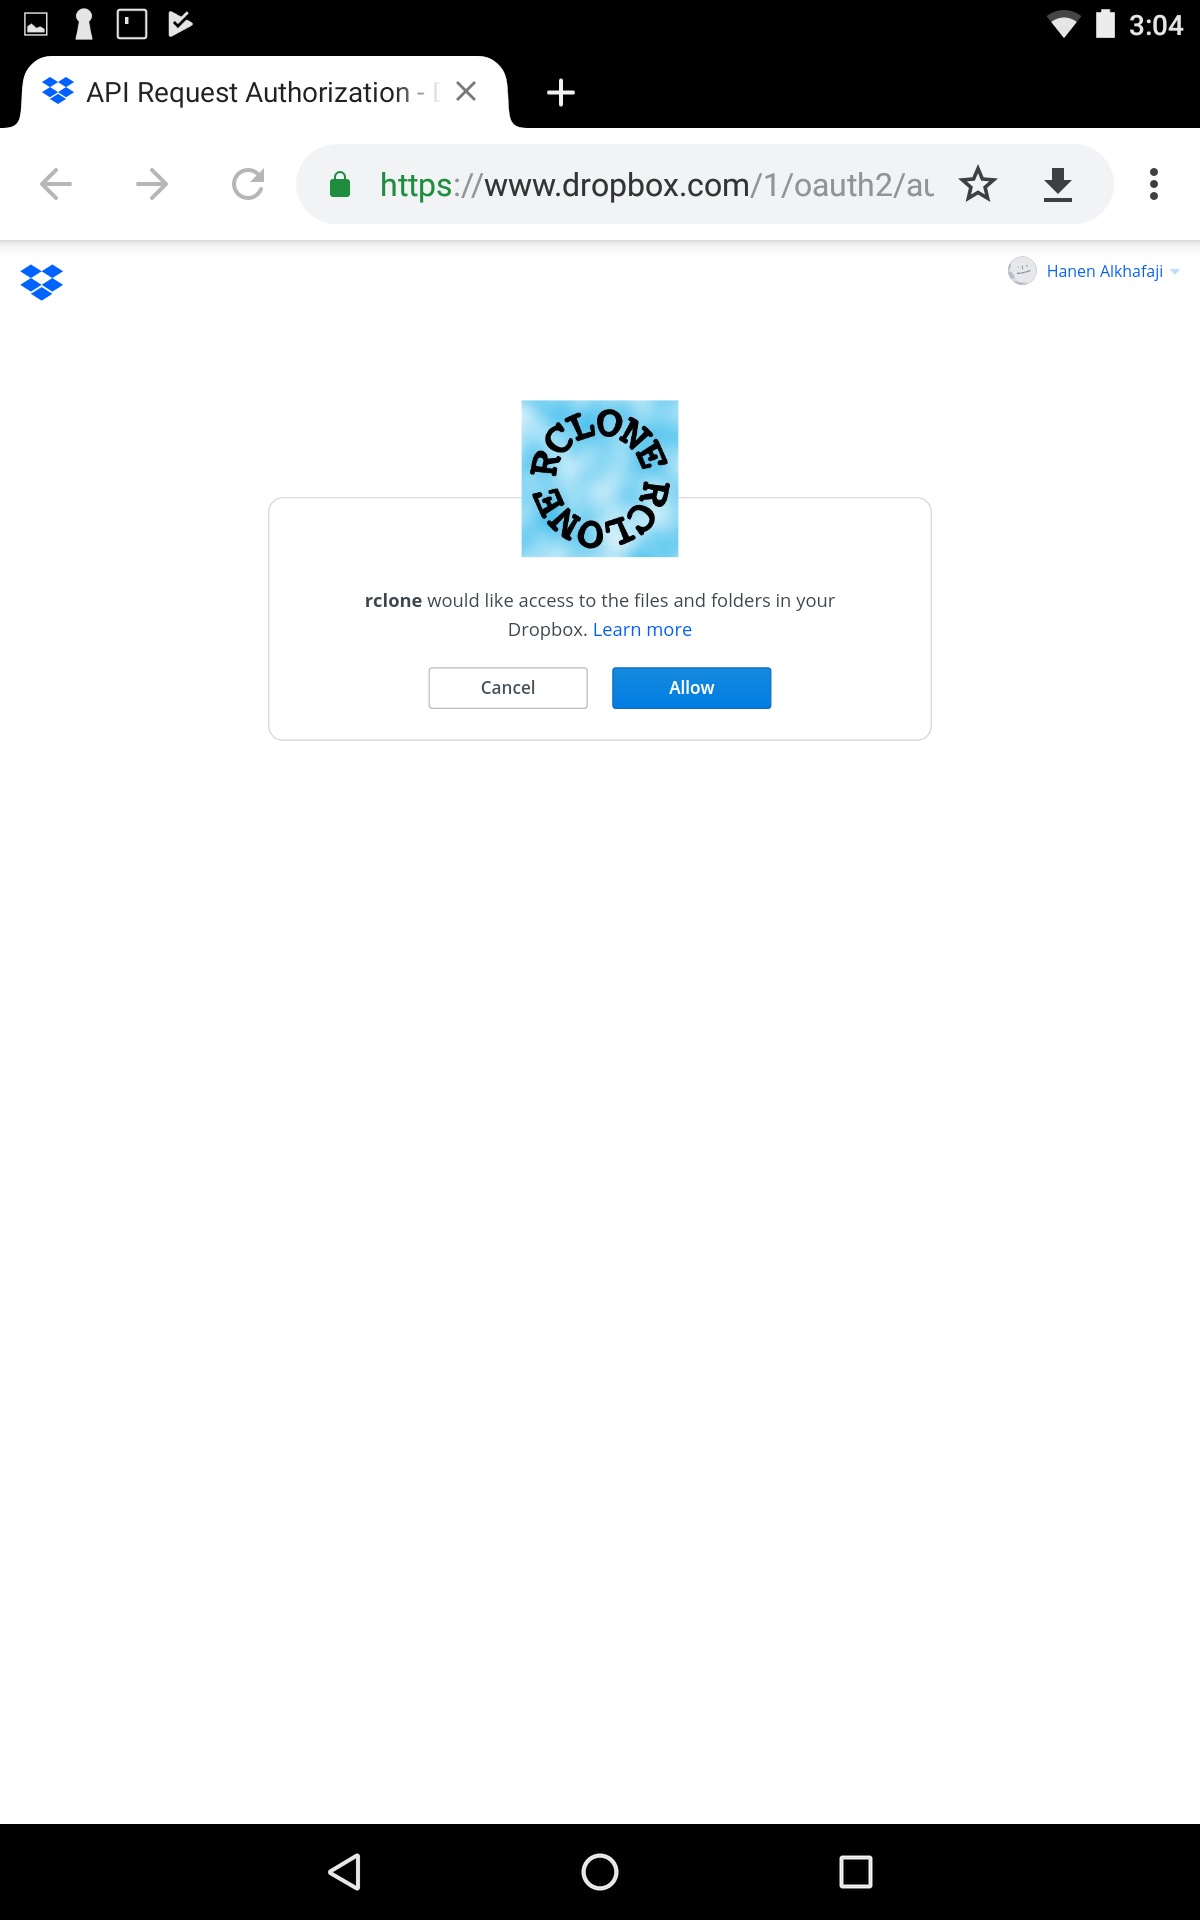 3:04
API Request Authorization -
https://www.dropbox.com/1/oauth2/au
Hanen Alkhafaji
RCLONE RCLONE
rclone would like access to the files and folders in your
Dropbox. Learn more
Cancel
Allow